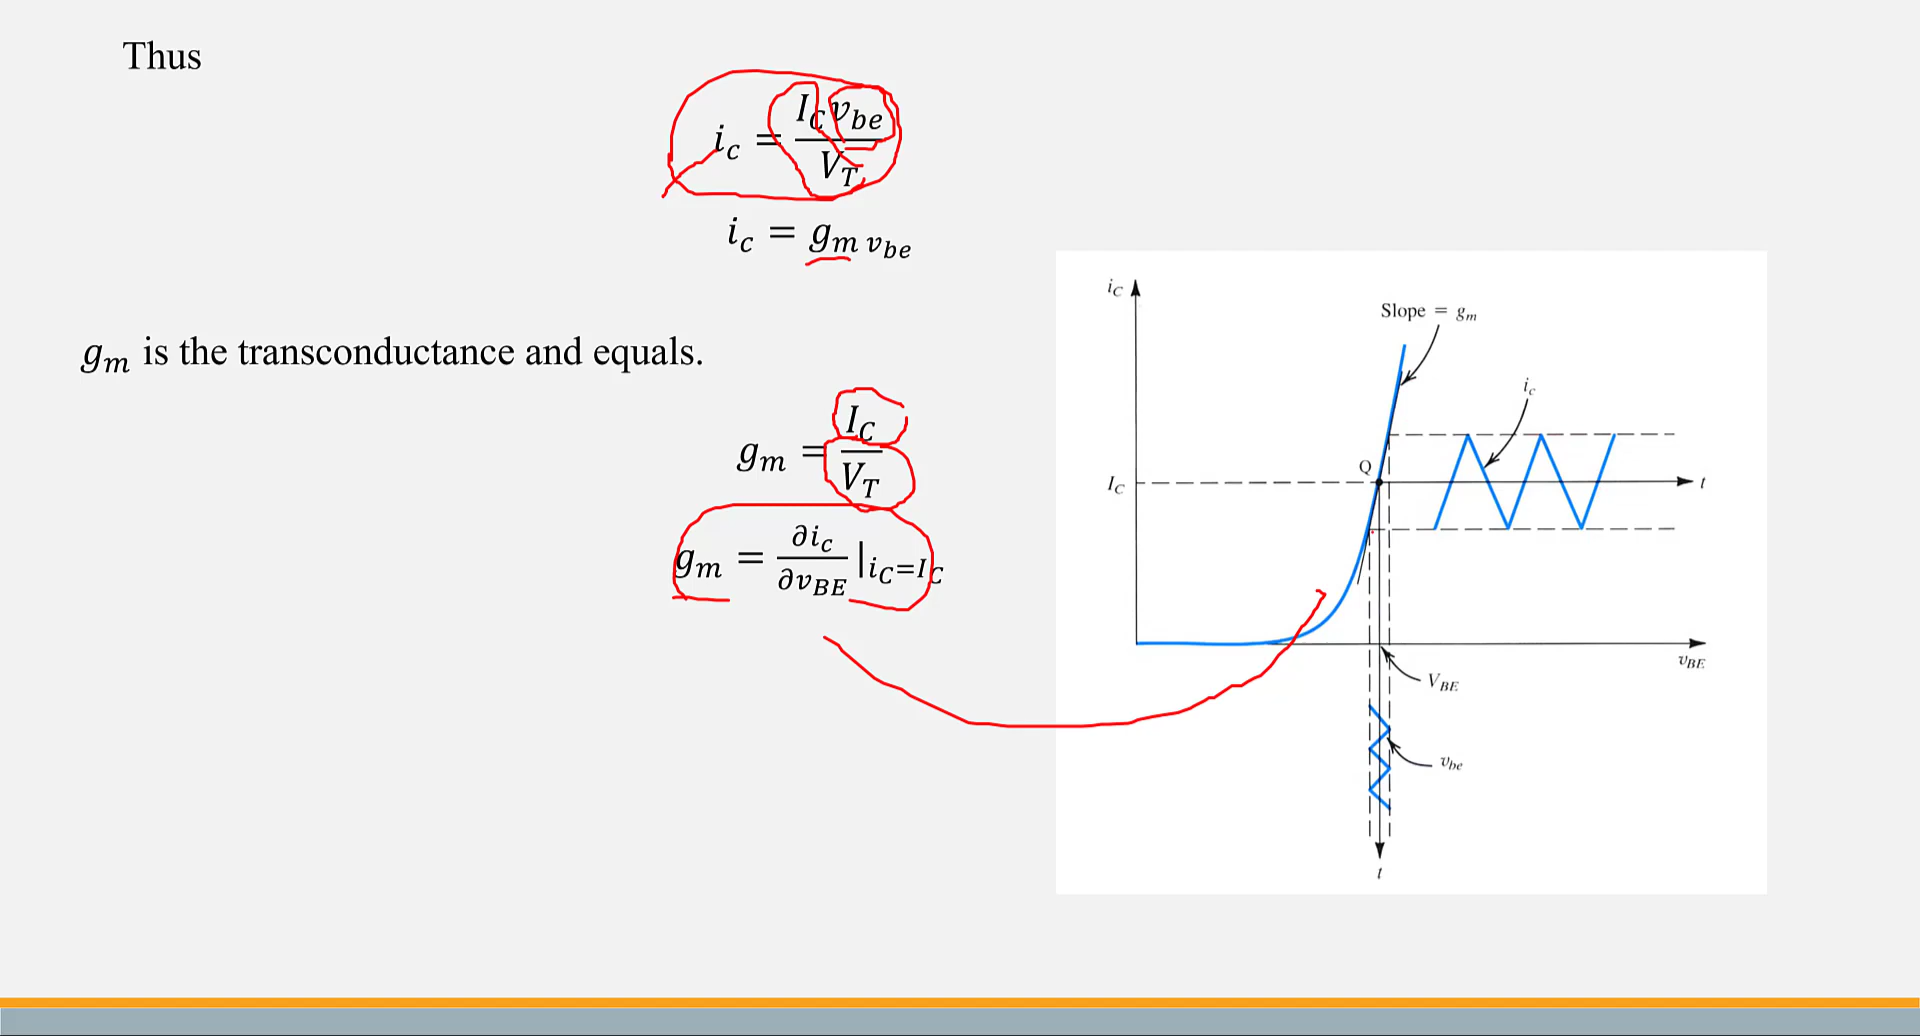 Thus
i_c = I_C v_be / V_T
i_c = g_m v_be
g_m is the transconductance and equals.
g_m = I_C / V_T
g_m = ∂i_c / ∂v_BE |i_C=I_C
i_C
Slope = g_m
i_c
Q
I_C
t
v_BE
V_BE
v_be
t